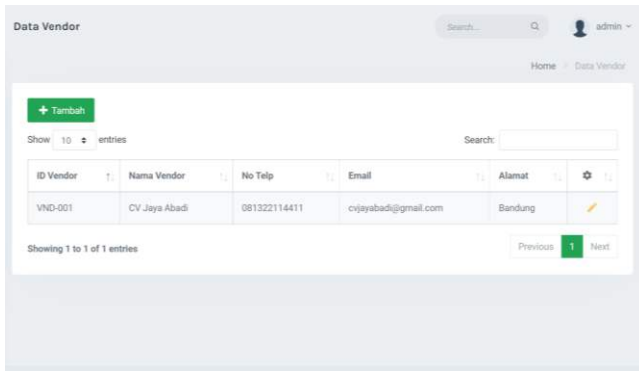 Data Vendor
Search...
admin
Home / Data Vendor
+ Tambah
Show 10 entries
Search:
ID Vendor Nama Vendor No Telp Email Alamat
VND-001 CV Jaya Abadi 081322114411 cvjayabadi@gmail.com Bandung
Showing 1 to 1 of 1 entries
Previous 1 Next